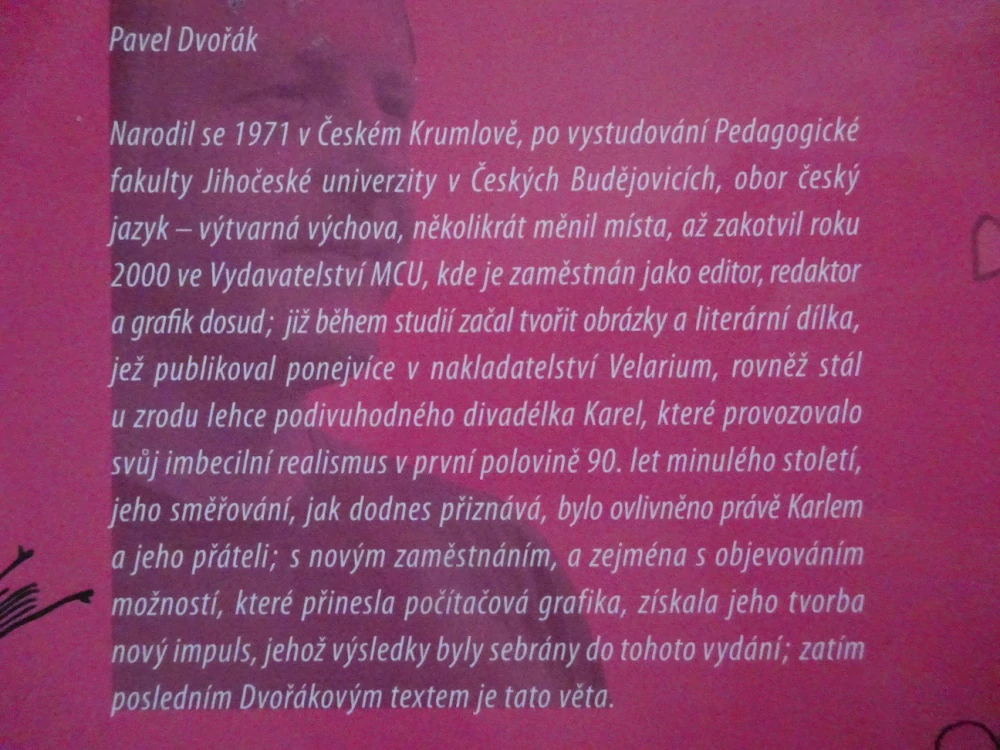 Pavel Dvořák
Narodil se 1971 v Českém Krumlově, po vystudování Pedagogické
fakulty Jihočeské univerzity v Českých Budějovicích, obor český
jazyk – výtvarná výchova, několikrát měnil místa, až zakotvil roku
2000 ve Vydavatelství MCU, kde je zaměstnán jako editor, redaktor
a grafik dosud; již během studií začal tvořit obrázky a literární dílka,
jež publikoval ponejvíce v nakladatelství Velarium, rovněž stál
u zrodu lehce podivuhodného divadélka Karel, které provozovalo
svůj imbecilní realismus v první polovině 90. let minulého století,
jeho směřování, jak dodnes přiznává, bylo ovlivněno právě Karlem
a jeho přáteli; s novým zaměstnáním, a zejména s objevováním
možností, které přinesla počítačová grafika, získala jeho tvorba
nový impuls, jehož výsledky byly sebrány do tohoto vydání; zatím
posledním Dvořákovým textem je tato věta.